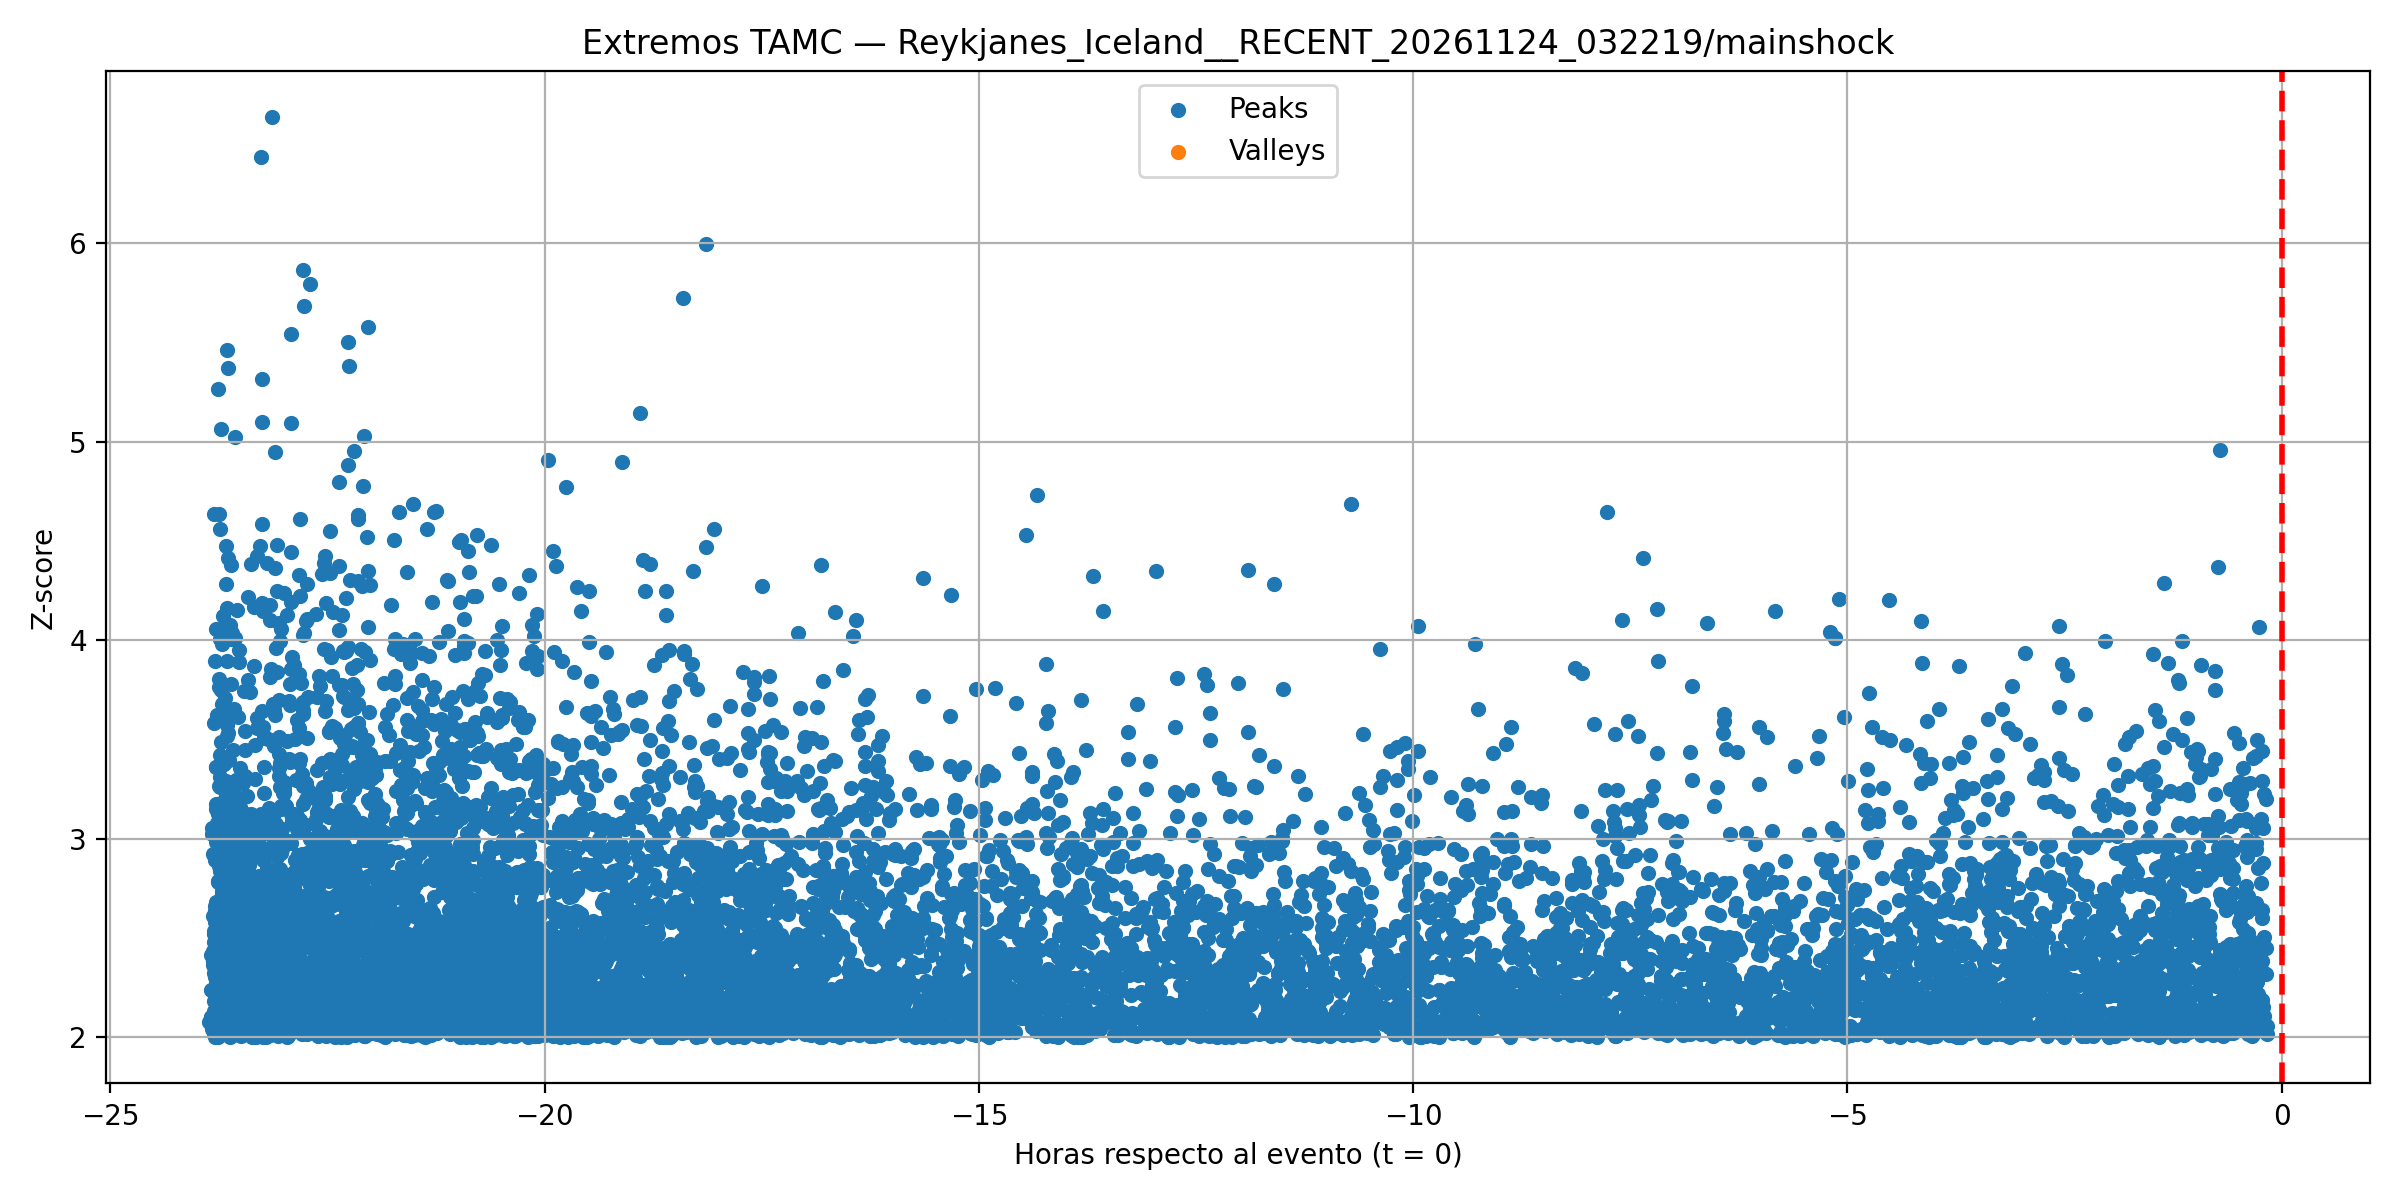 Extremos TAMC — Reykjanes_Iceland__RECENT_20261124_032219/mainshock
Peaks
Valleys
Z-score
6
5
4
3
2
−25
−20
−15
−10
−5
0
Horas respecto al evento (t = 0)